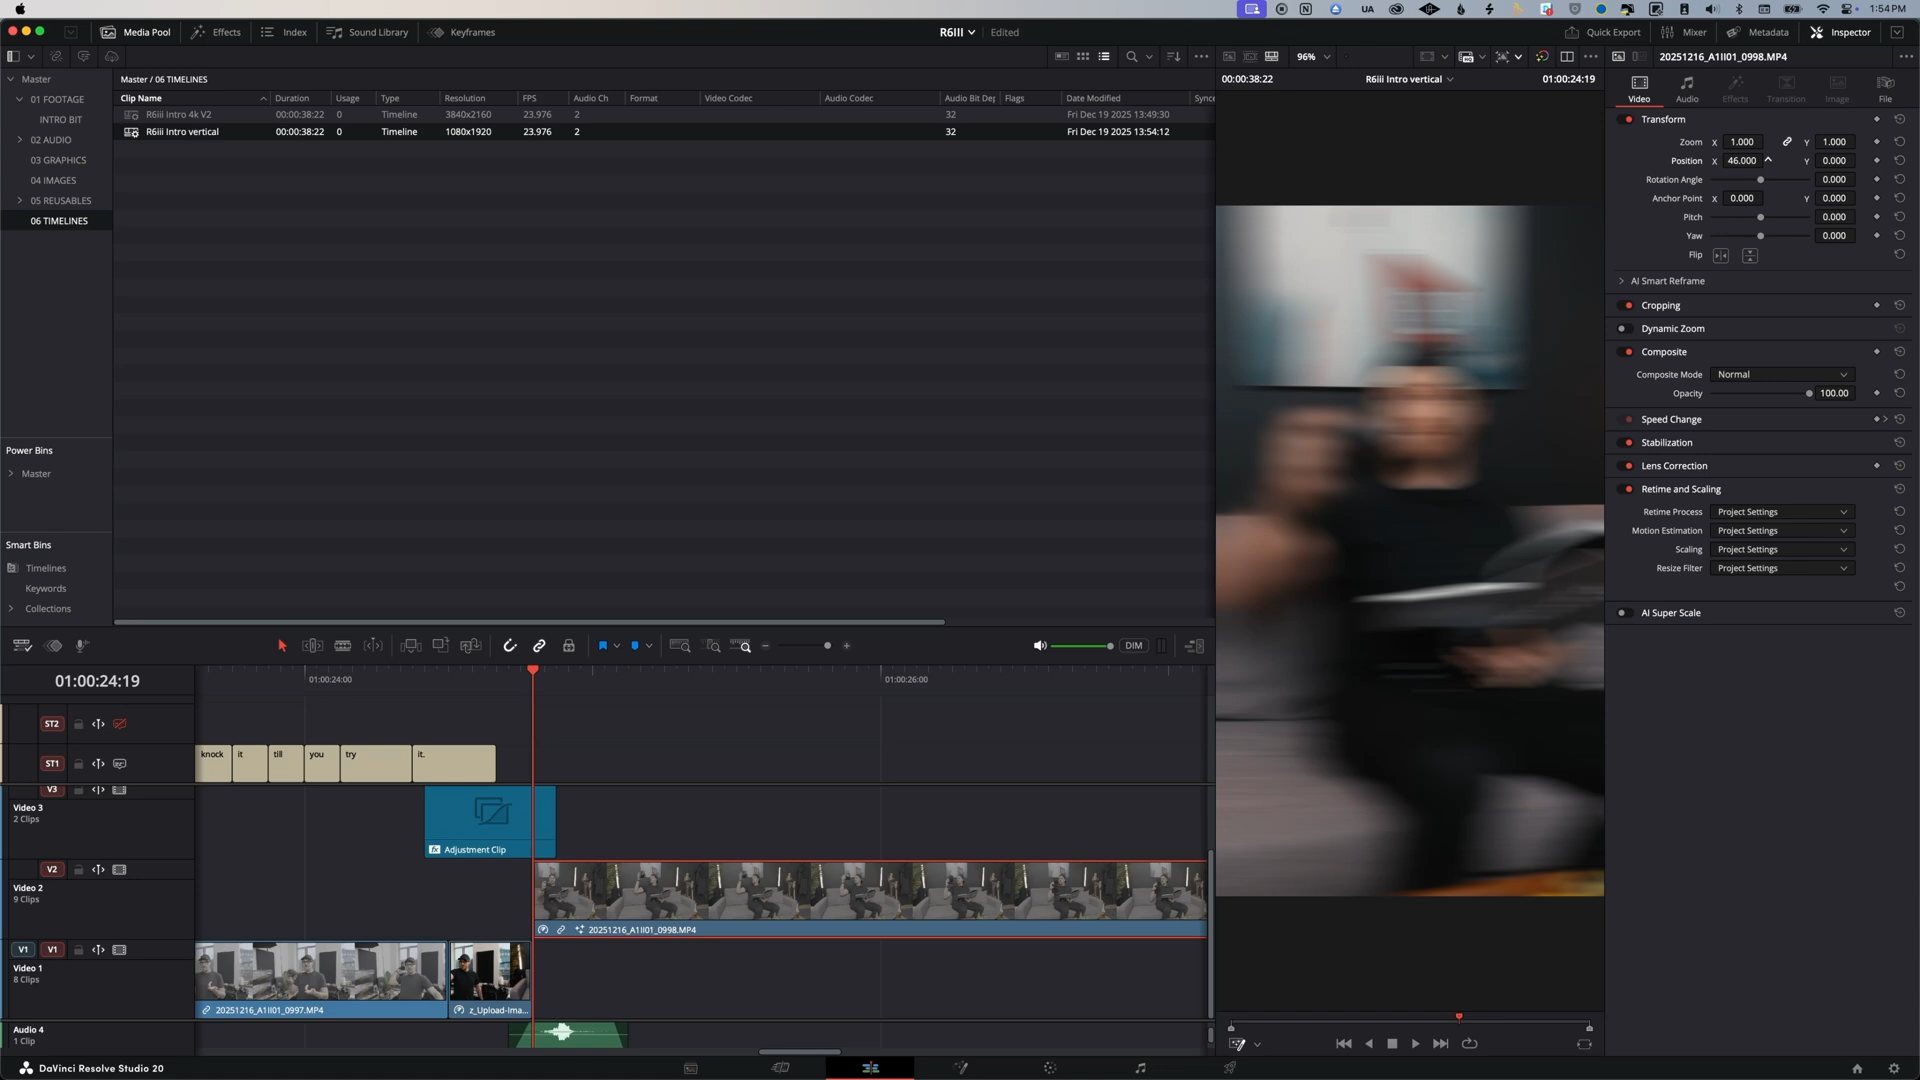 UA
1:54 PM
Media Pool Effects Index Sound Library Keyframes
R6III Edited
Quick Export Mixer Metadata Inspector
96%
20251216_A1II01_0998.MP4
Master
Master / 06 TIMELINES
00:00:38:22 R6iii Intro vertical 01:00:24:19
Clip Name Duration Usage Type Resolution FPS Audio Ch Format Video Codec Audio Codec Audio Bit Dep Flags Date Modified Sync
R6iii Intro 4k V2 00:00:38:22 0 Timeline 3840x2160 23.976 2 32 Fri Dec 19 2025 13:49:30
R6iii Intro vertical 00:00:38:22 0 Timeline 1080x1920 23.976 2 32 Fri Dec 19 2025 13:54:12
01 FOOTAGE
INTRO BIT
02 AUDIO
03 GRAPHICS
04 IMAGES
05 REUSABLES
06 TIMELINES
Power Bins
Master
Smart Bins
Timelines
Keywords
Collections
Video Audio Effects Transition Image File
Transform
Zoom X 1.000 Y 1.000
Position X 46.000 Y 0.000
Rotation Angle 0.000
Anchor Point X 0.000 Y 0.000
Pitch 0.000
Yaw 0.000
Flip
AI Smart Reframe
Cropping
Dynamic Zoom
Composite
Composite Mode Normal
Opacity 100.00
Speed Change
Stabilization
Lens Correction
Retime and Scaling
Retime Process Project Settings
Motion Estimation Project Settings
Scaling Project Settings
Resize Filter Project Settings
AI Super Scale
DIM
01:00:24:19
01:00:24:00 01:00:26:00
ST2
ST1
knock it till you try it.
V3
Video 3
2 Clips
Adjustment Clip
V2
Video 2
9 Clips
20251216_A1II01_0998.MP4
V1 V1
Video 1
8 Clips
20251216_A1II01_0997.MP4 z_Upload-Ima...
Audio 4
1 Clip
DaVinci Resolve Studio 20